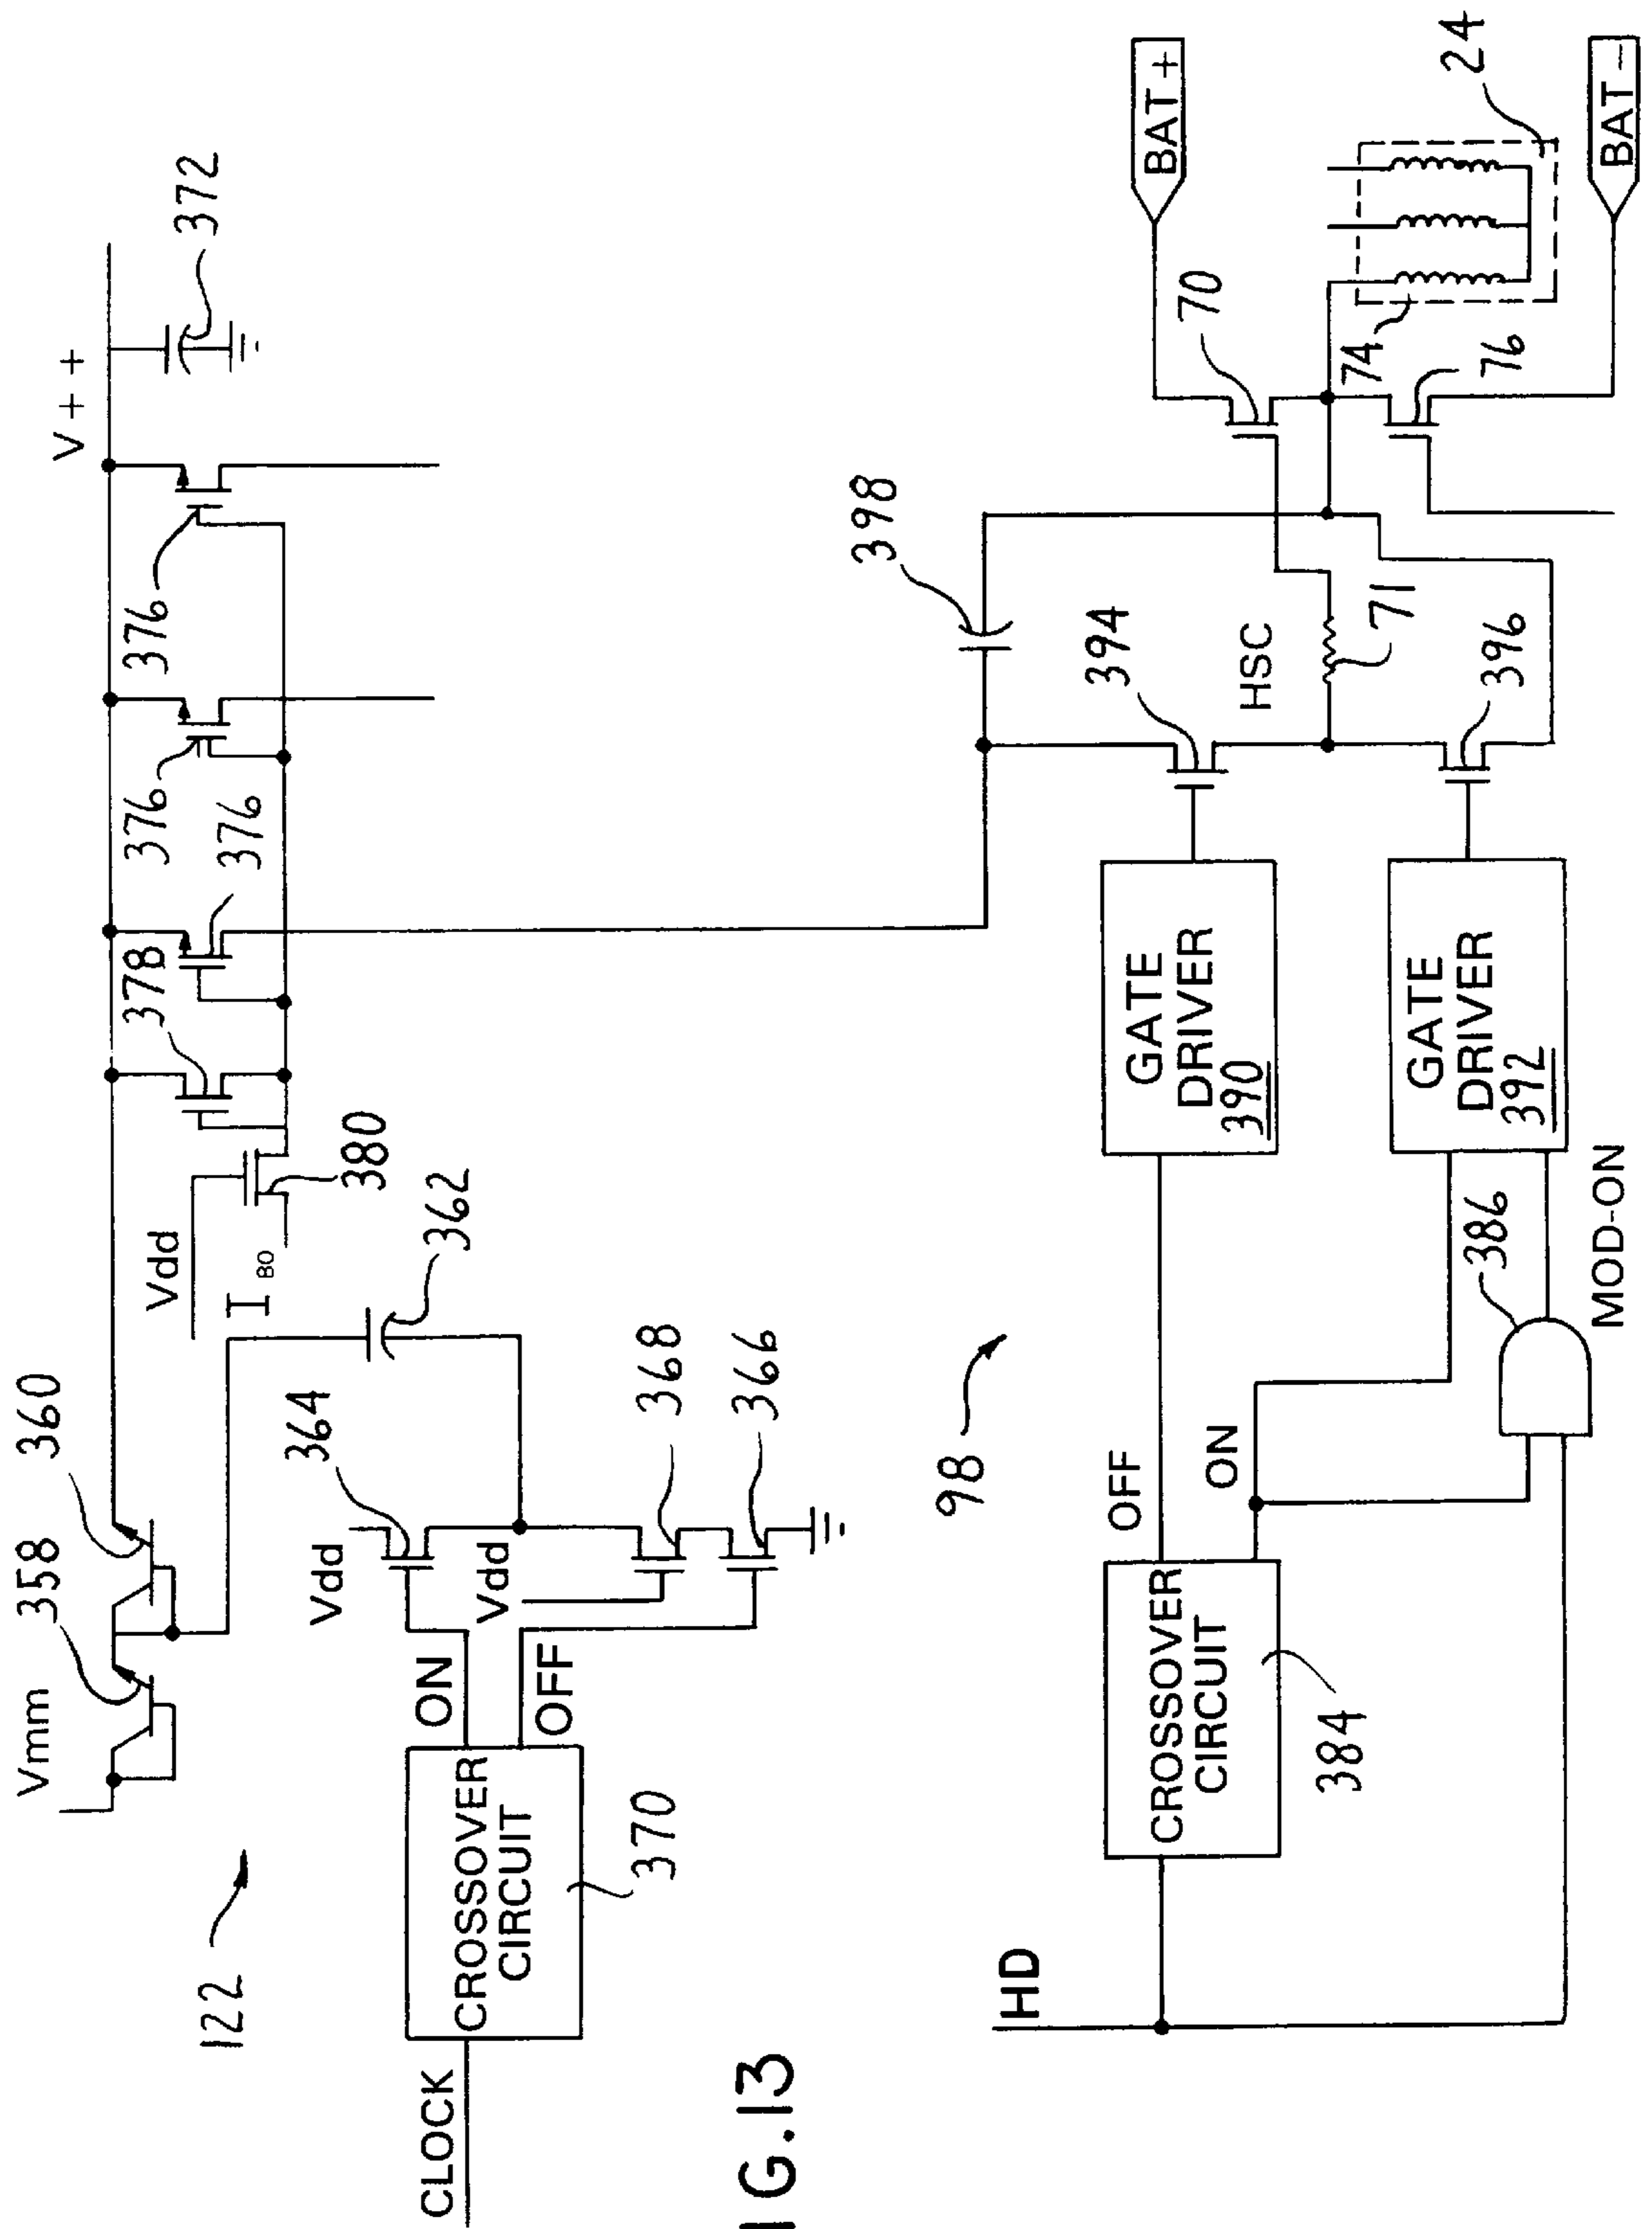 122
Vmm
358
360
Vdd
I BO
380
378
376
376
376
V++
372
362
CLOCK
CROSSOVER
CIRCUIT
370
ON
OFF
Vdd
364
Vdd
368
366
IG.13
98
HD
CROSSOVER
CIRCUIT
384
OFF
ON
386
MOD-ON
GATE
DRIVER
390
GATE
DRIVER
392
394
396
398
HSC
71
70
74
76
24
BAT +
BAT −